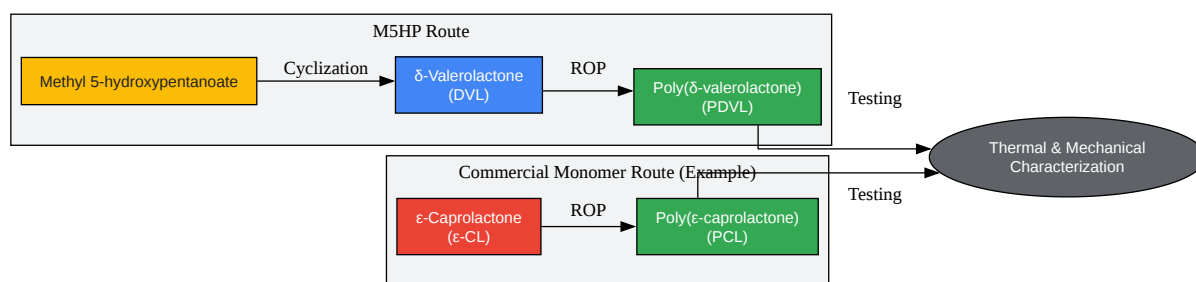 M5HP Route
Methyl 5-hydroxypentanoate
Cyclization
δ-Valerolactone
(DVL)
ROP
Poly(δ-valerolactone)
(PDVL)
Testing
Thermal & Mechanical
Characterization
Commercial Monomer Route (Example)
ε-Caprolactone
(ε-CL)
ROP
Poly(ε-caprolactone)
(PCL)
Testing